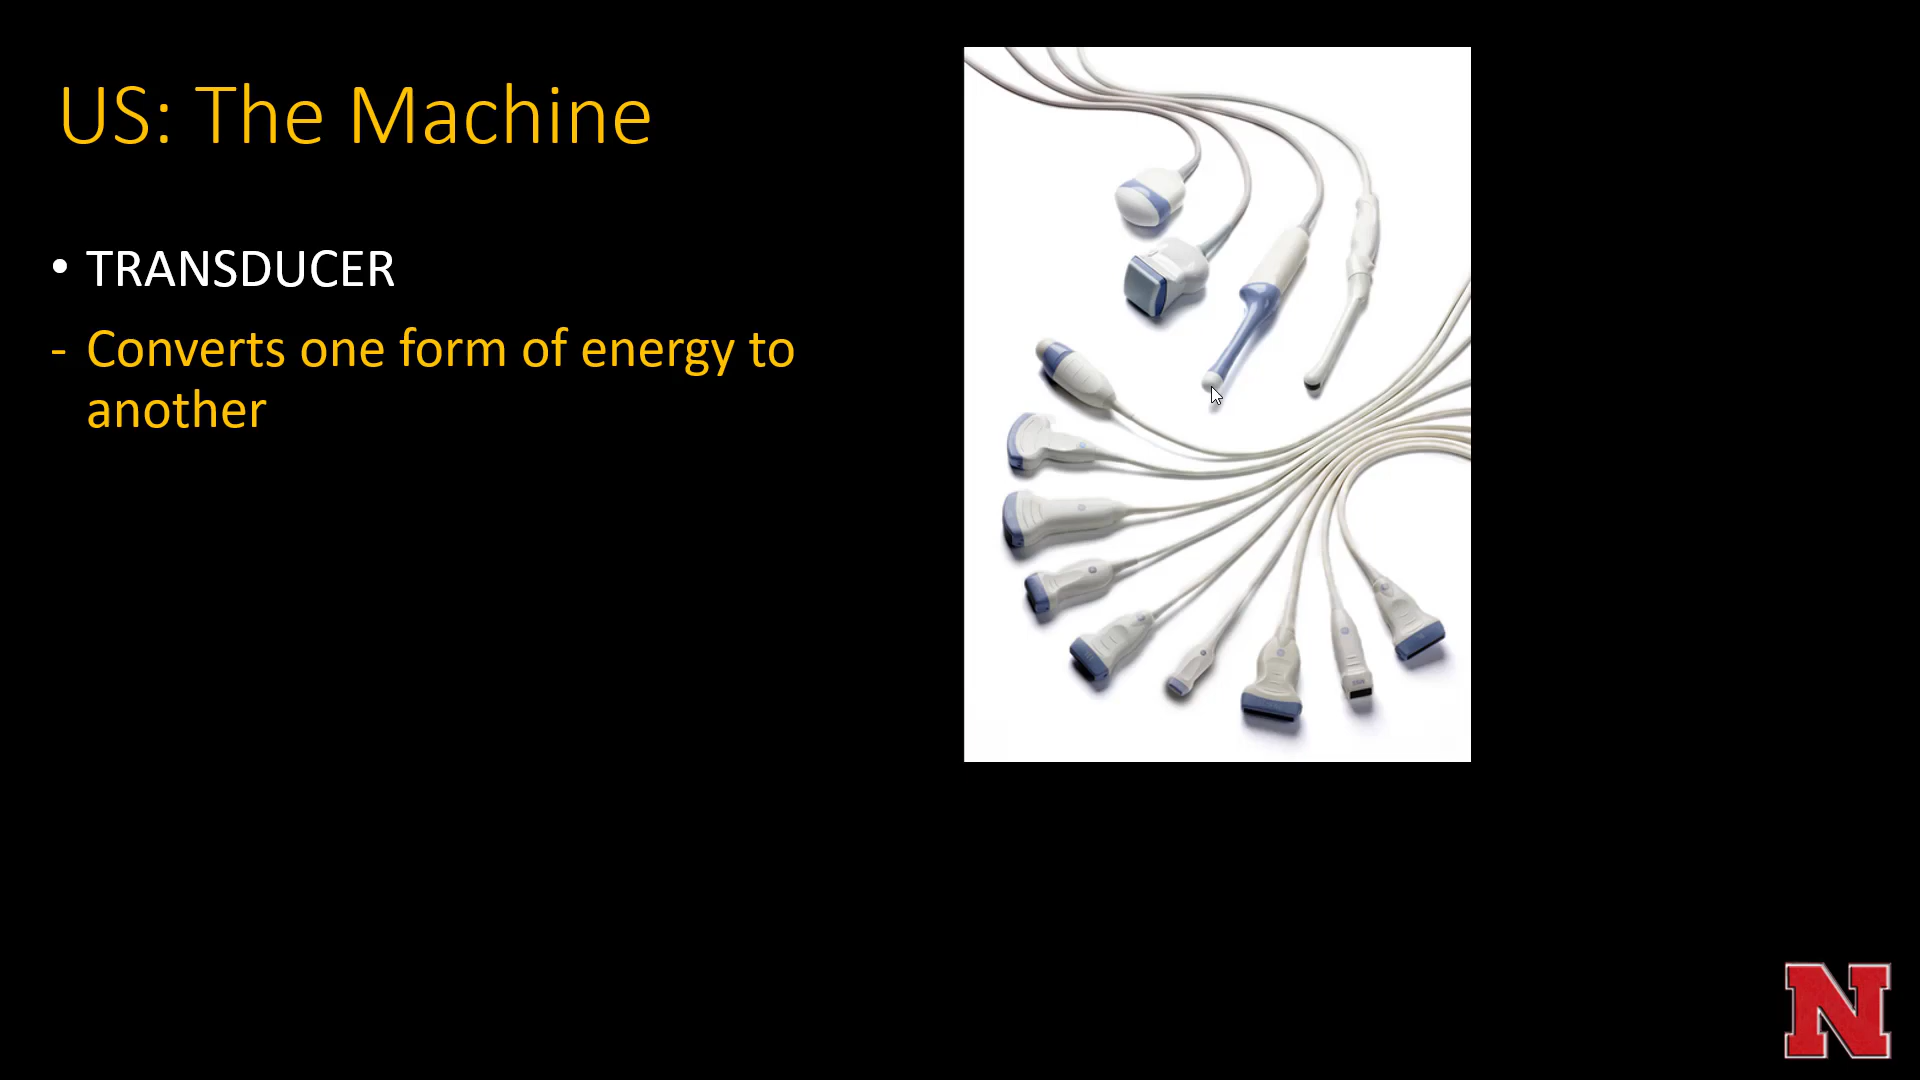 US: The Machine
• TRANSDUCER
- Converts one form of energy to
another
N